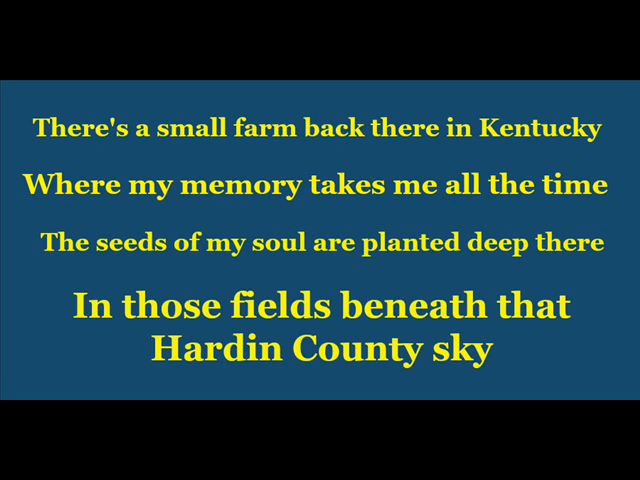 There's a small farm back there in Kentucky
Where my memory takes me all the time
The seeds of my soul are planted deep there
In those fields beneath that
Hardin County sky